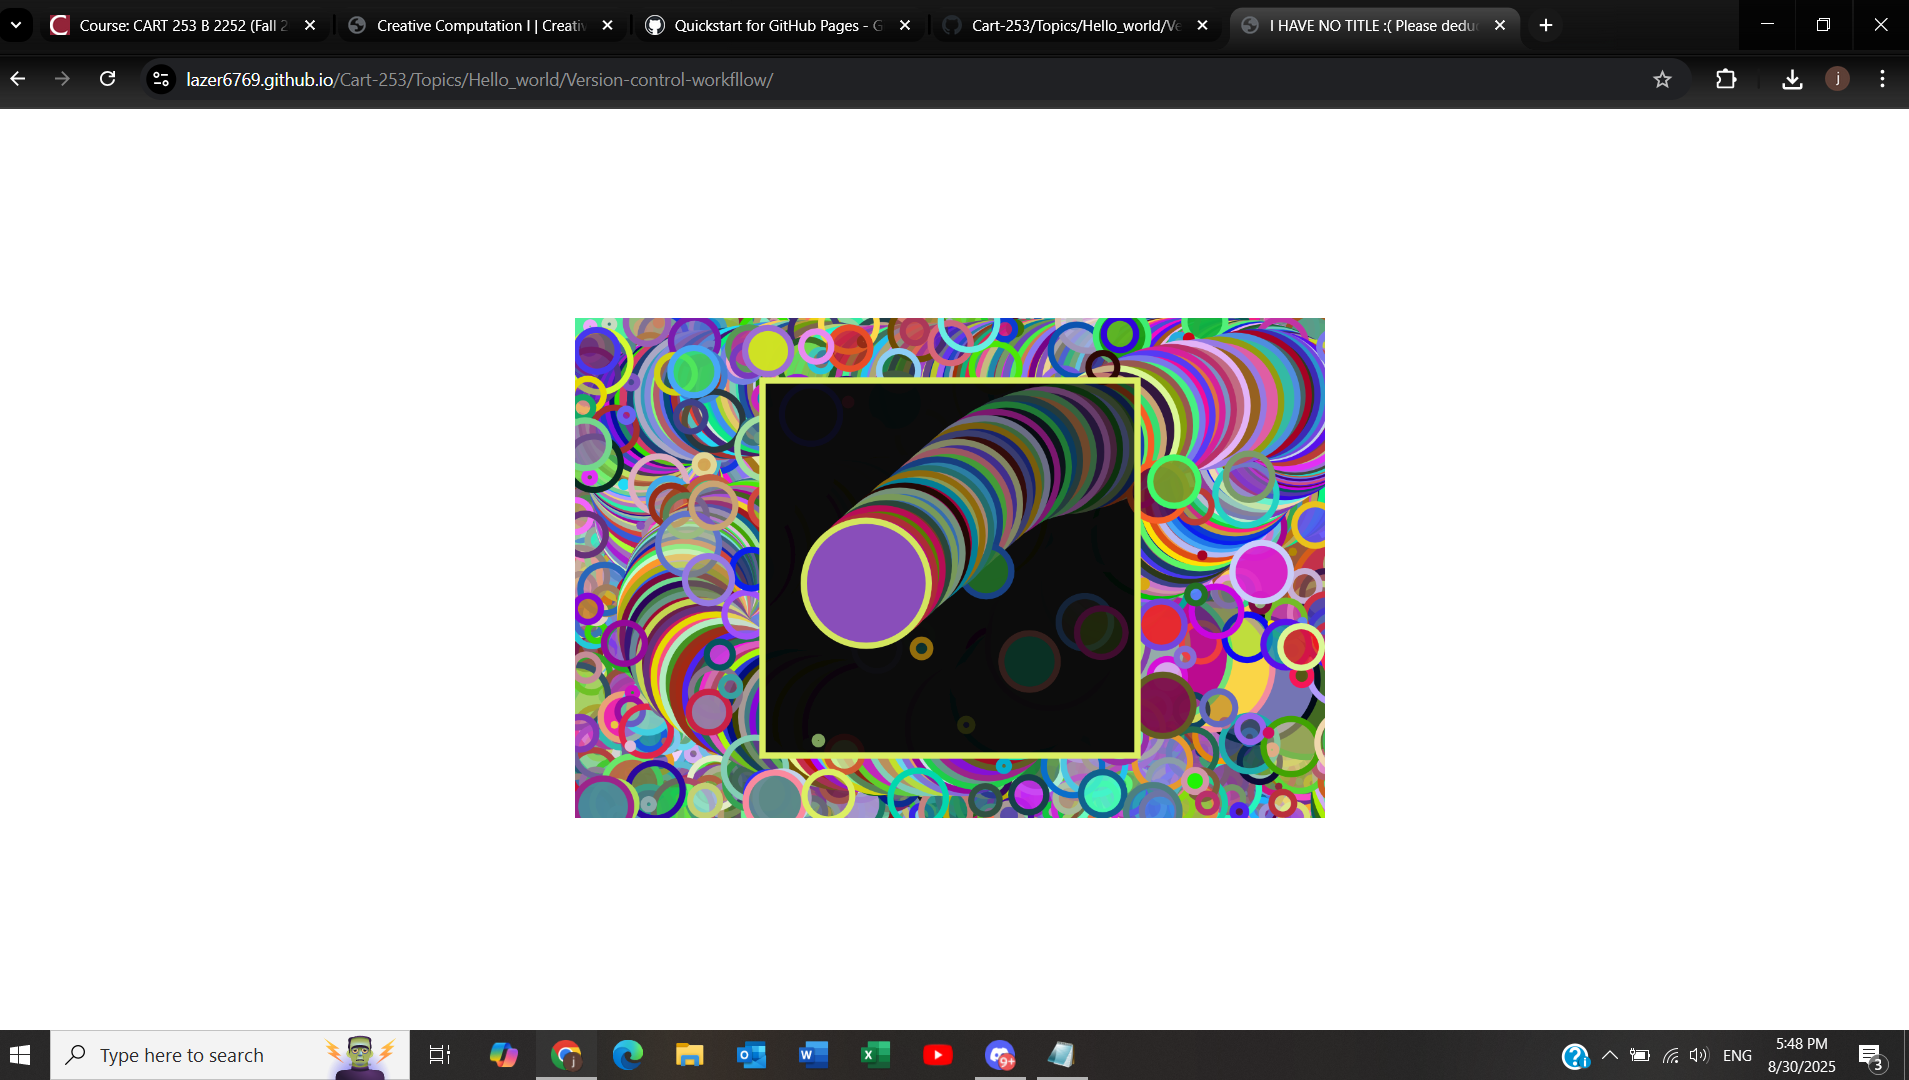 Course: CART 253 B 2252 (Fall 2
Creative Computation I | Creativ
Quickstart for GitHub Pages - G
Cart-253/Topics/Hello_world/Ve
I HAVE NO TITLE :( Please dedu
lazer6769.github.io/Cart-253/Topics/Hello_world/Version-control-workfllow/
j
Type here to search
j
9+
ENG
5:48 PM
8/30/2025
3